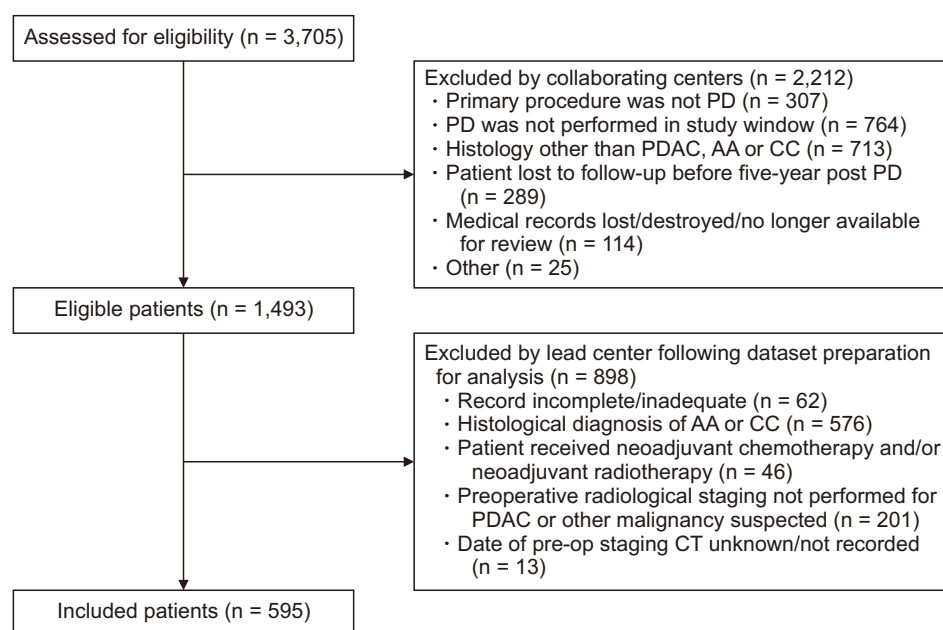 Assessed for eligibility (n = 3,705)
Excluded by collaborating centers (n = 2,212)
・Primary procedure was not PD (n = 307)
・PD was not performed in study window (n = 764)
・Histology other than PDAC, AA or CC (n = 713)
・Patient lost to follow-up before five-year post PD
(n = 289)
・Medical records lost/destroyed/no longer available
for review (n = 114)
・Other (n = 25)
Eligible patients (n = 1,493)
Excluded by lead center following dataset preparation
for analysis (n = 898)
・Record incomplete/inadequate (n = 62)
・Histological diagnosis of AA or CC (n = 576)
・Patient received neoadjuvant chemotherapy and/or
neoadjuvant radiotherapy (n = 46)
・Preoperative radiological staging not performed for
PDAC or other malignancy suspected (n = 201)
・Date of pre-op staging CT unknown/not recorded
(n = 13)
Included patients (n = 595)